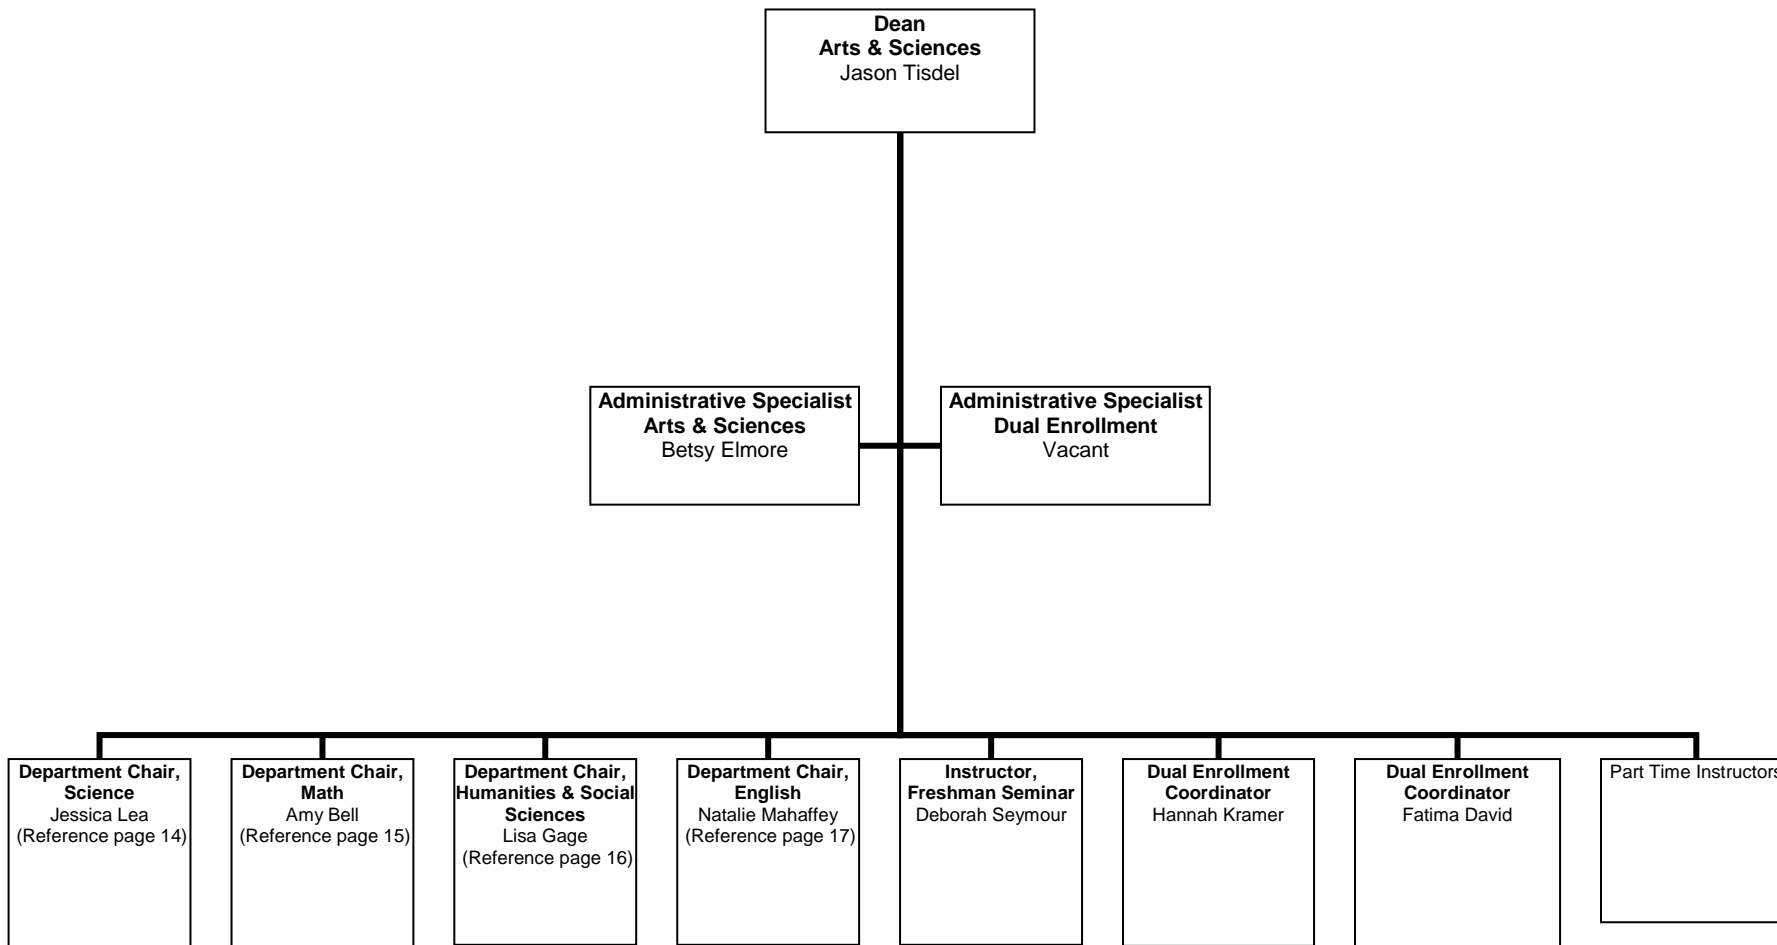 Dean
Arts & Sciences
Jason Tisdel
Administrative Specialist
Arts & Sciences
Betsy Elmore
Administrative Specialist
Dual Enrollment
Vacant
Department Chair,
Science
Jessica Lea
(Reference page 14)
Department Chair,
Math
Amy Bell
(Reference page 15)
Department Chair,
Humanities & Social
Sciences
Lisa Gage
(Reference page 16)
Department Chair,
English
Natalie Mahaffey
(Reference page 17)
Instructor,
Freshman Seminar
Deborah Seymour
Dual Enrollment
Coordinator
Hannah Kramer
Dual Enrollment
Coordinator
Fatima David
Part Time Instructors